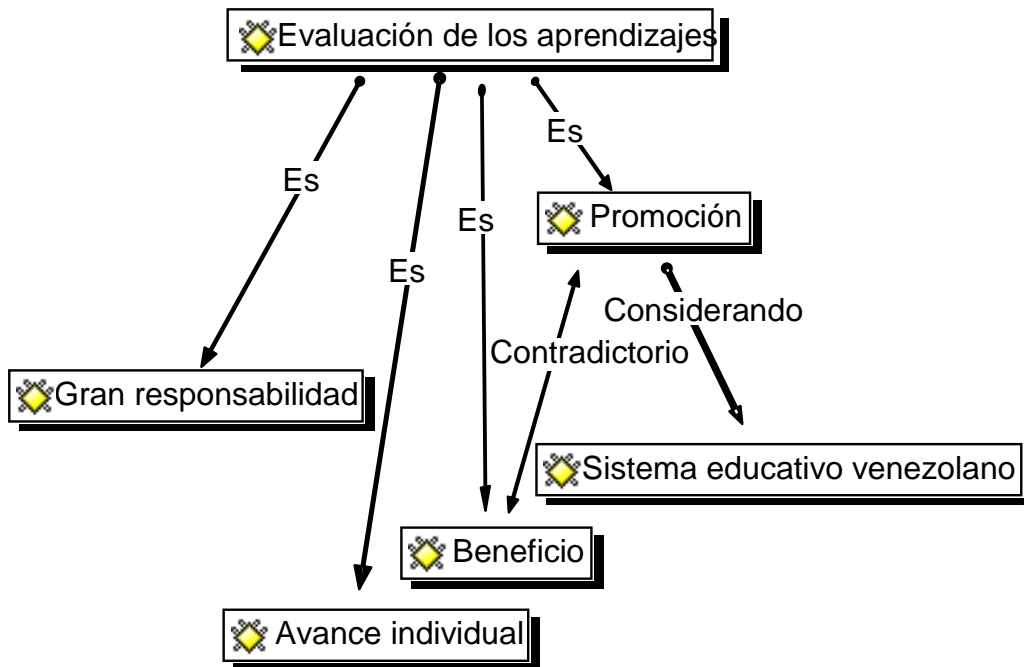 Evaluación de los aprendizajes
Es
Promoción
Es
Es
Es
Considerando
Contradictorio
Gran responsabilidad
Sistema educativo venezolano
Beneficio
Avance individual